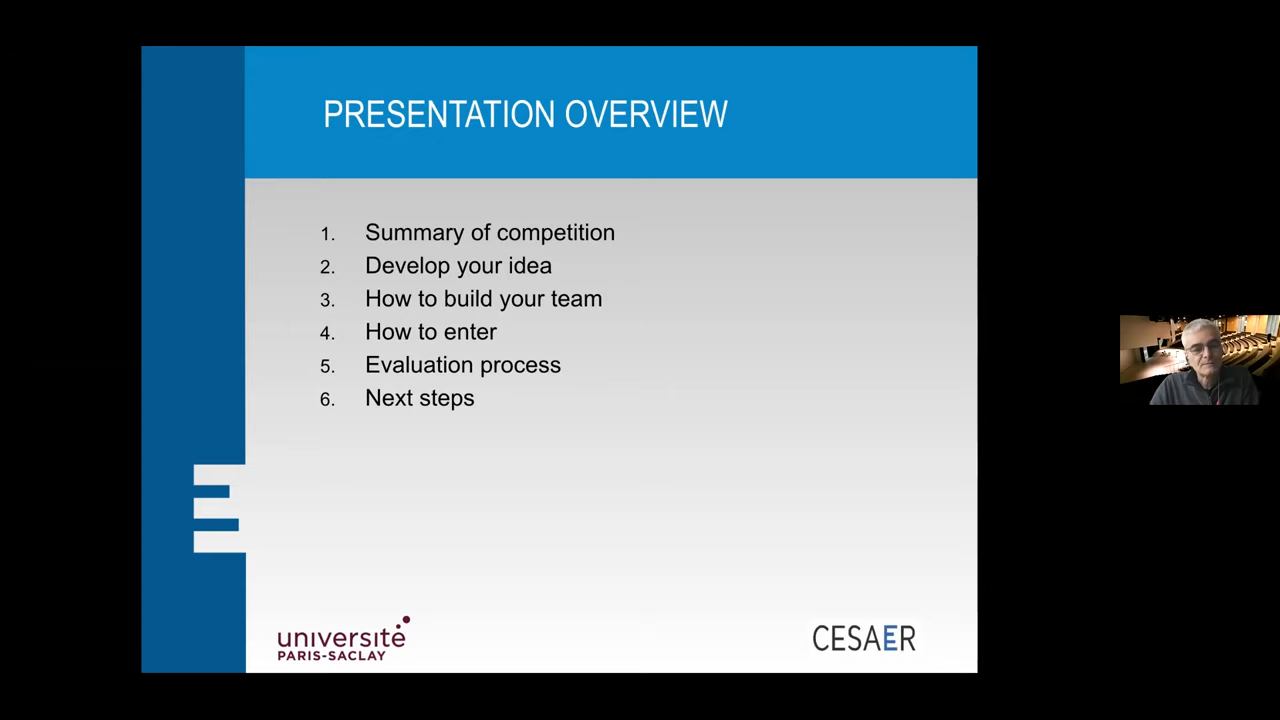 PRESENTATION OVERVIEW
1. Summary of competition
2. Develop your idea
3. How to build your team
4. How to enter
5. Evaluation process
6. Next steps
université
PARIS-SACLAY
CESAER